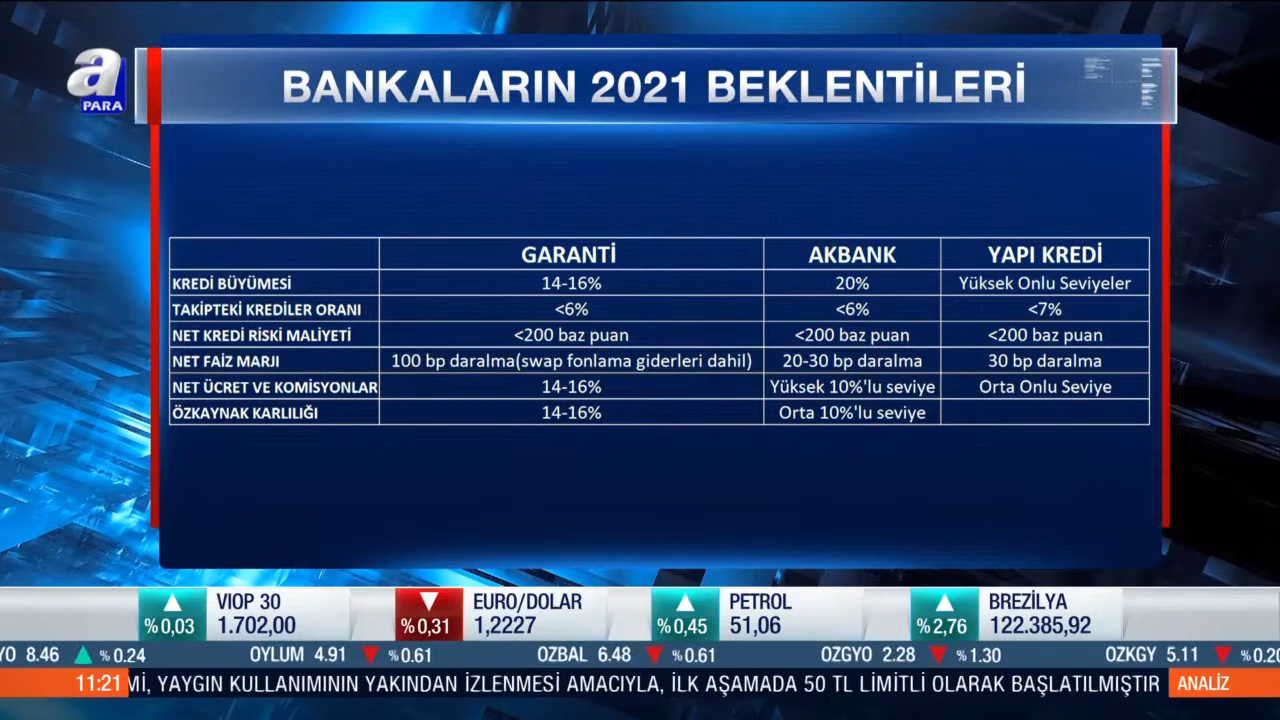 a
PARA
BANKALARIN 2021 BEKLENTİLERİ
GARANTİ AKBANK YAPI KREDİ
KREDİ BÜYÜMESİ 14-16% 20% Yüksek Onlu Seviyeler
TAKİPTEKİ KREDİLER ORANI <6% <6% <7%
NET KREDİ RİSKİ MALİYETİ <200 baz puan <200 baz puan <200 baz puan
NET FAİZ MARJI 100 bp daralma(swap fonlama giderleri dahil) 20-30 bp daralma 30 bp daralma
NET ÜCRET VE KOMİSYONLAR 14-16% Yüksek 10%'lu seviye Orta Onlu Seviye
ÖZKAYNAK KARLILIĞI 14-16% Orta 10%'lu seviye
%0,03 VIOP 30 1.702,00
%0,31 EURO/DOLAR 1,2227
%0,45 PETROL 51,06
%2,76 BREZİLYA 122.385,92
YO 8.46 %0.24 OYLUM 4.91 %0.61 OZBAL 6.48 %0.61 OZGYO 2.28 %1.30 OZKGY 5.11 %0.20
11:21 Mİ, YAYGIN KULLANIMININ YAKINDAN İZLENMESİ AMACIYLA, İLK AŞAMADA 50 TL LİMİTLİ OLARAK BAŞLATILMIŞTIR ANALİZ